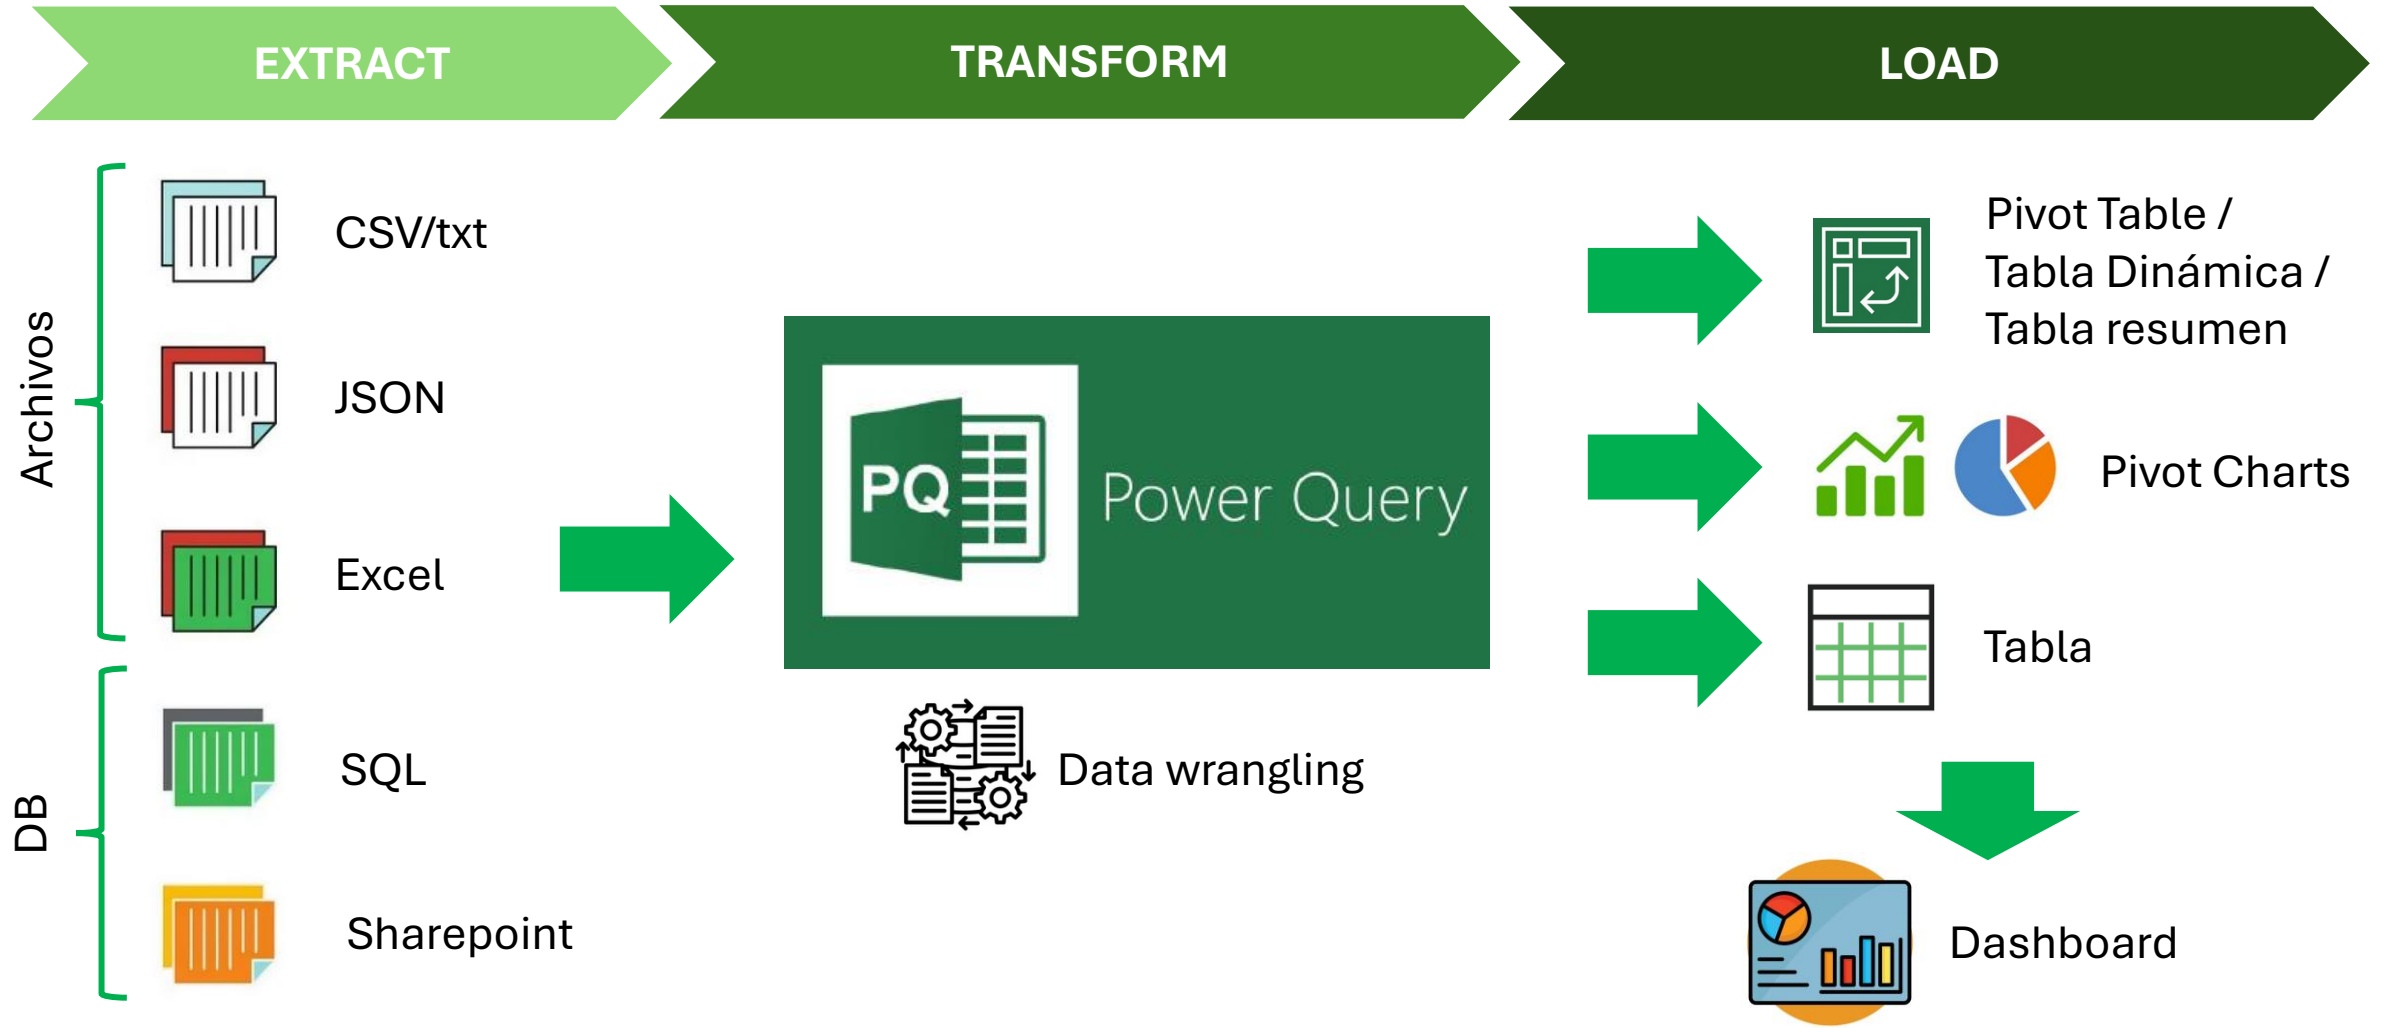 EXTRACT
TRANSFORM
LOAD
Archivos
CSV/txt
JSON
Excel
DB
SQL
Sharepoint
PQ
Power Query
Data wrangling
Pivot Table /
Tabla Dinámica /
Tabla resumen
Pivot Charts
Tabla
Dashboard